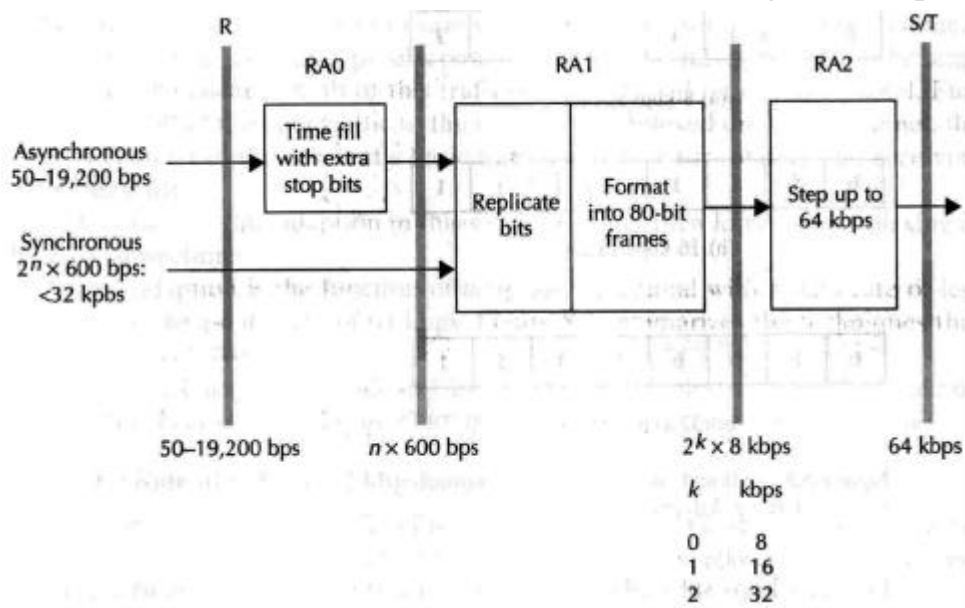 R
S/T
RA0
RA1
RA2
Time fill
with extra
stop bits
Asynchronous
50–19,200 bps
Replicate
bits
Format
into 80-bit
frames
Step up to
64 kbps
Synchronous
2ⁿ × 600 bps:
<32 kpbs
50–19,200 bps
n × 600 bps
2ᵏ × 8 kbps
64 kbps
k kbps
0 8
1 16
2 32